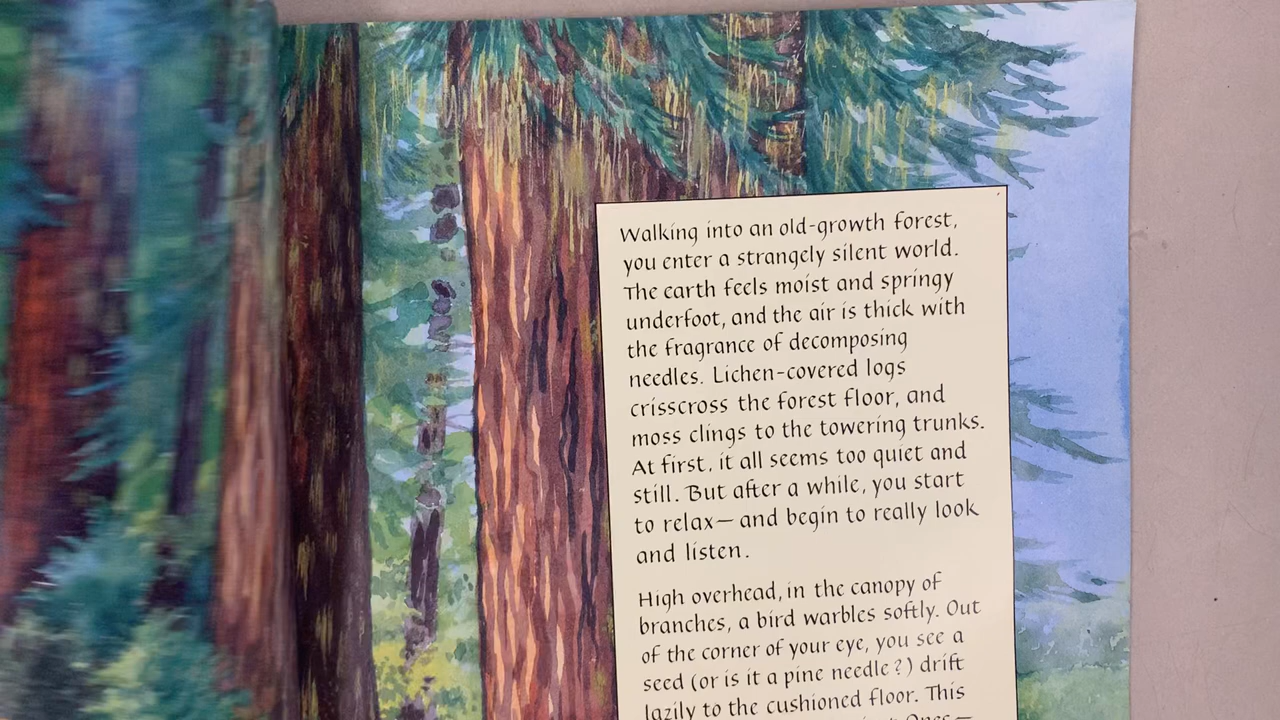 Walking into an old-growth forest,
you enter a strangely silent world.
The earth feels moist and springy
underfoot, and the air is thick with
the fragrance of decomposing
needles. Lichen-covered logs
crisscross the forest floor, and
moss clings to the towering trunks.
At first, it all seems too quiet and
still. But after a while, you start
to relax—and begin to really look
and listen.
High overhead, in the canopy of
branches, a bird warbles softly. Out
of the corner of your eye, you see a
seed (or is it a pine needle?) drift
lazily to the cushioned floor. This
Ones—